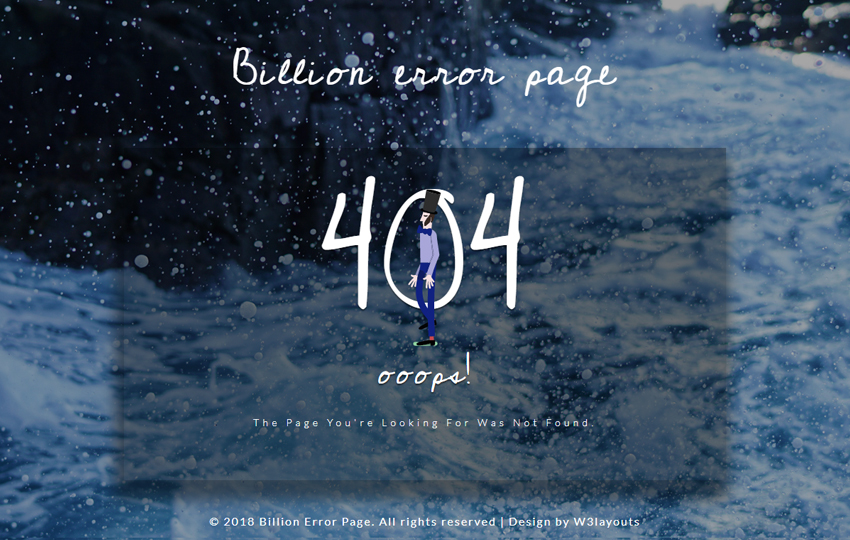 Billion error page
404
ooops!
The Page You're Looking For Was Not Found.
© 2018 Billion Error Page. All rights reserved | Design by W3layouts